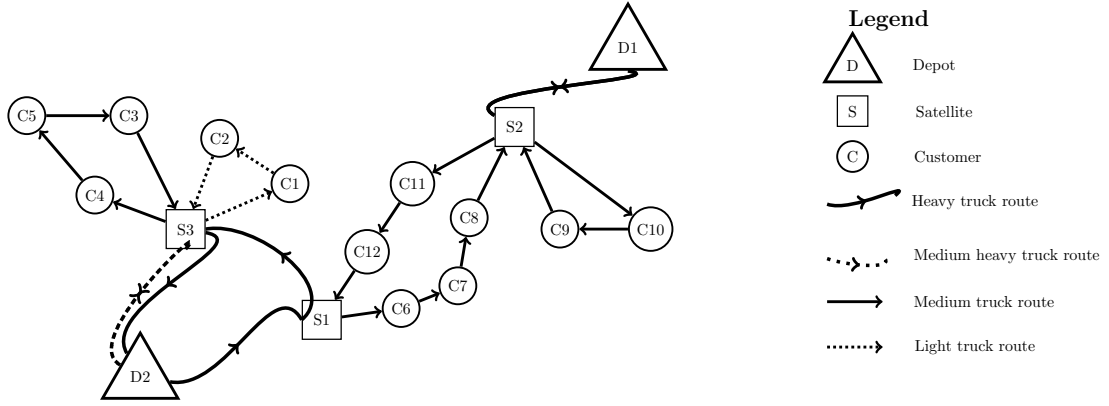 D1
C5
C3
C2
S2
C11
C1
C4
C8
S3
C9
C10
C12
C7
C6
S1
D2
Legend
D Depot
S Satellite
C Customer
Heavy truck route
Medium heavy truck route
Medium truck route
Light truck route